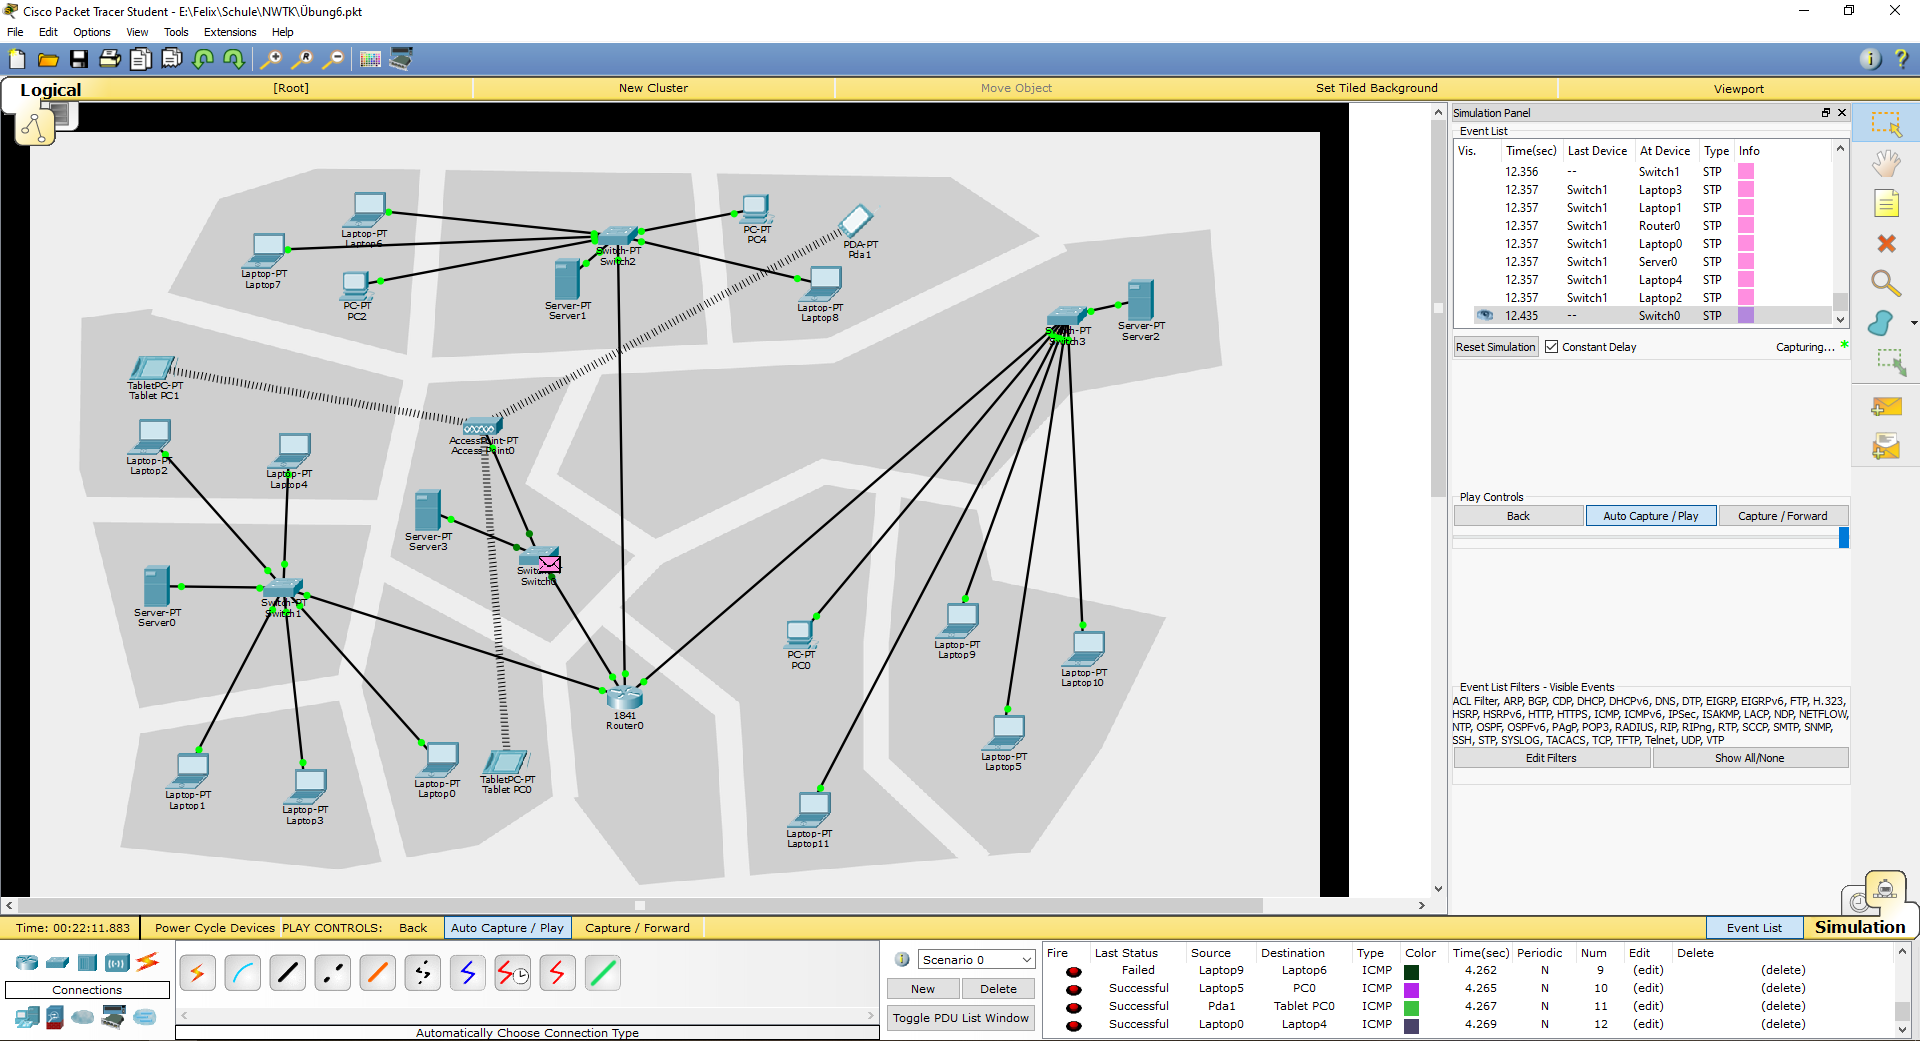 Cisco Packet Tracer Student - E:\Felix\Schule\NWTK\Übung6.pkt
File Edit Options View Tools Extensions Help
Logical [Root] New Cluster Move Object Set Tiled Background Viewport
Laptop-PT
Laptop6
Laptop-PT
Laptop7
PC-PT
PC2
Switch-PT
Switch2
Server-PT
Server1
PC-PT
PC4
PDA-PT
Pda1
Laptop-PT
Laptop8
Switch-PT
Switch3
Server-PT
Server2
TabletPC-PT
Tablet PC1
AccessPoint-PT
Access Point0
Laptop-PT
Laptop2
Laptop-PT
Laptop4
Server-PT
Server3
Switch0
Server-PT
Server0
Switch-PT
Switch1
1841
Router0
PC-PT
PC0
Laptop-PT
Laptop9
Laptop-PT
Laptop10
Laptop-PT
Laptop5
Laptop-PT
Laptop1
Laptop-PT
Laptop3
Laptop-PT
Laptop0
TabletPC-PT
Tablet PC0
Laptop-PT
Laptop11
Simulation Panel
Event List
Vis. Time(sec) Last Device At Device Type Info
12.356 -- Switch1 STP
12.357 Switch1 Laptop3 STP
12.357 Switch1 Laptop1 STP
12.357 Switch1 Router0 STP
12.357 Switch1 Laptop0 STP
12.357 Switch1 Server0 STP
12.357 Switch1 Laptop4 STP
12.357 Switch1 Laptop2 STP
12.435 -- Switch0 STP
Reset Simulation Constant Delay Capturing... *
Play Controls
Back Auto Capture / Play Capture / Forward
Event List Filters - Visible Events
ACL Filter, ARP, BGP, CDP, DHCP, DHCPv6, DNS, DTP, EIGRP, EIGRPv6, FTP, H.323,
HSRP, HSRPv6, HTTP, HTTPS, ICMP, ICMPv6, IPSec, ISAKMP, LACP, NDP, NETFLOW,
NTP, OSPF, OSPFv6, PAgP, POP3, RADIUS, RIP, RIPng, RTP, SCCP, SMTP, SNMP,
SSH, STP, SYSLOG, TACACS, TCP, TFTP, Telnet, UDP, VTP
Edit Filters Show All/None
Time: 00:22:11.883 Power Cycle Devices PLAY CONTROLS: Back Auto Capture / Play Capture / Forward Event List Simulation
Connections
Automatically Choose Connection Type
Scenario 0
New Delete
Toggle PDU List Window
Fire Last Status Source Destination Type Color Time(sec) Periodic Num Edit Delete
Failed Laptop9 Laptop6 ICMP 4.262 N 9 (edit) (delete)
Successful Laptop5 PC0 ICMP 4.265 N 10 (edit) (delete)
Successful Pda1 Tablet PC0 ICMP 4.267 N 11 (edit) (delete)
Successful Laptop0 Laptop4 ICMP 4.269 N 12 (edit) (delete)